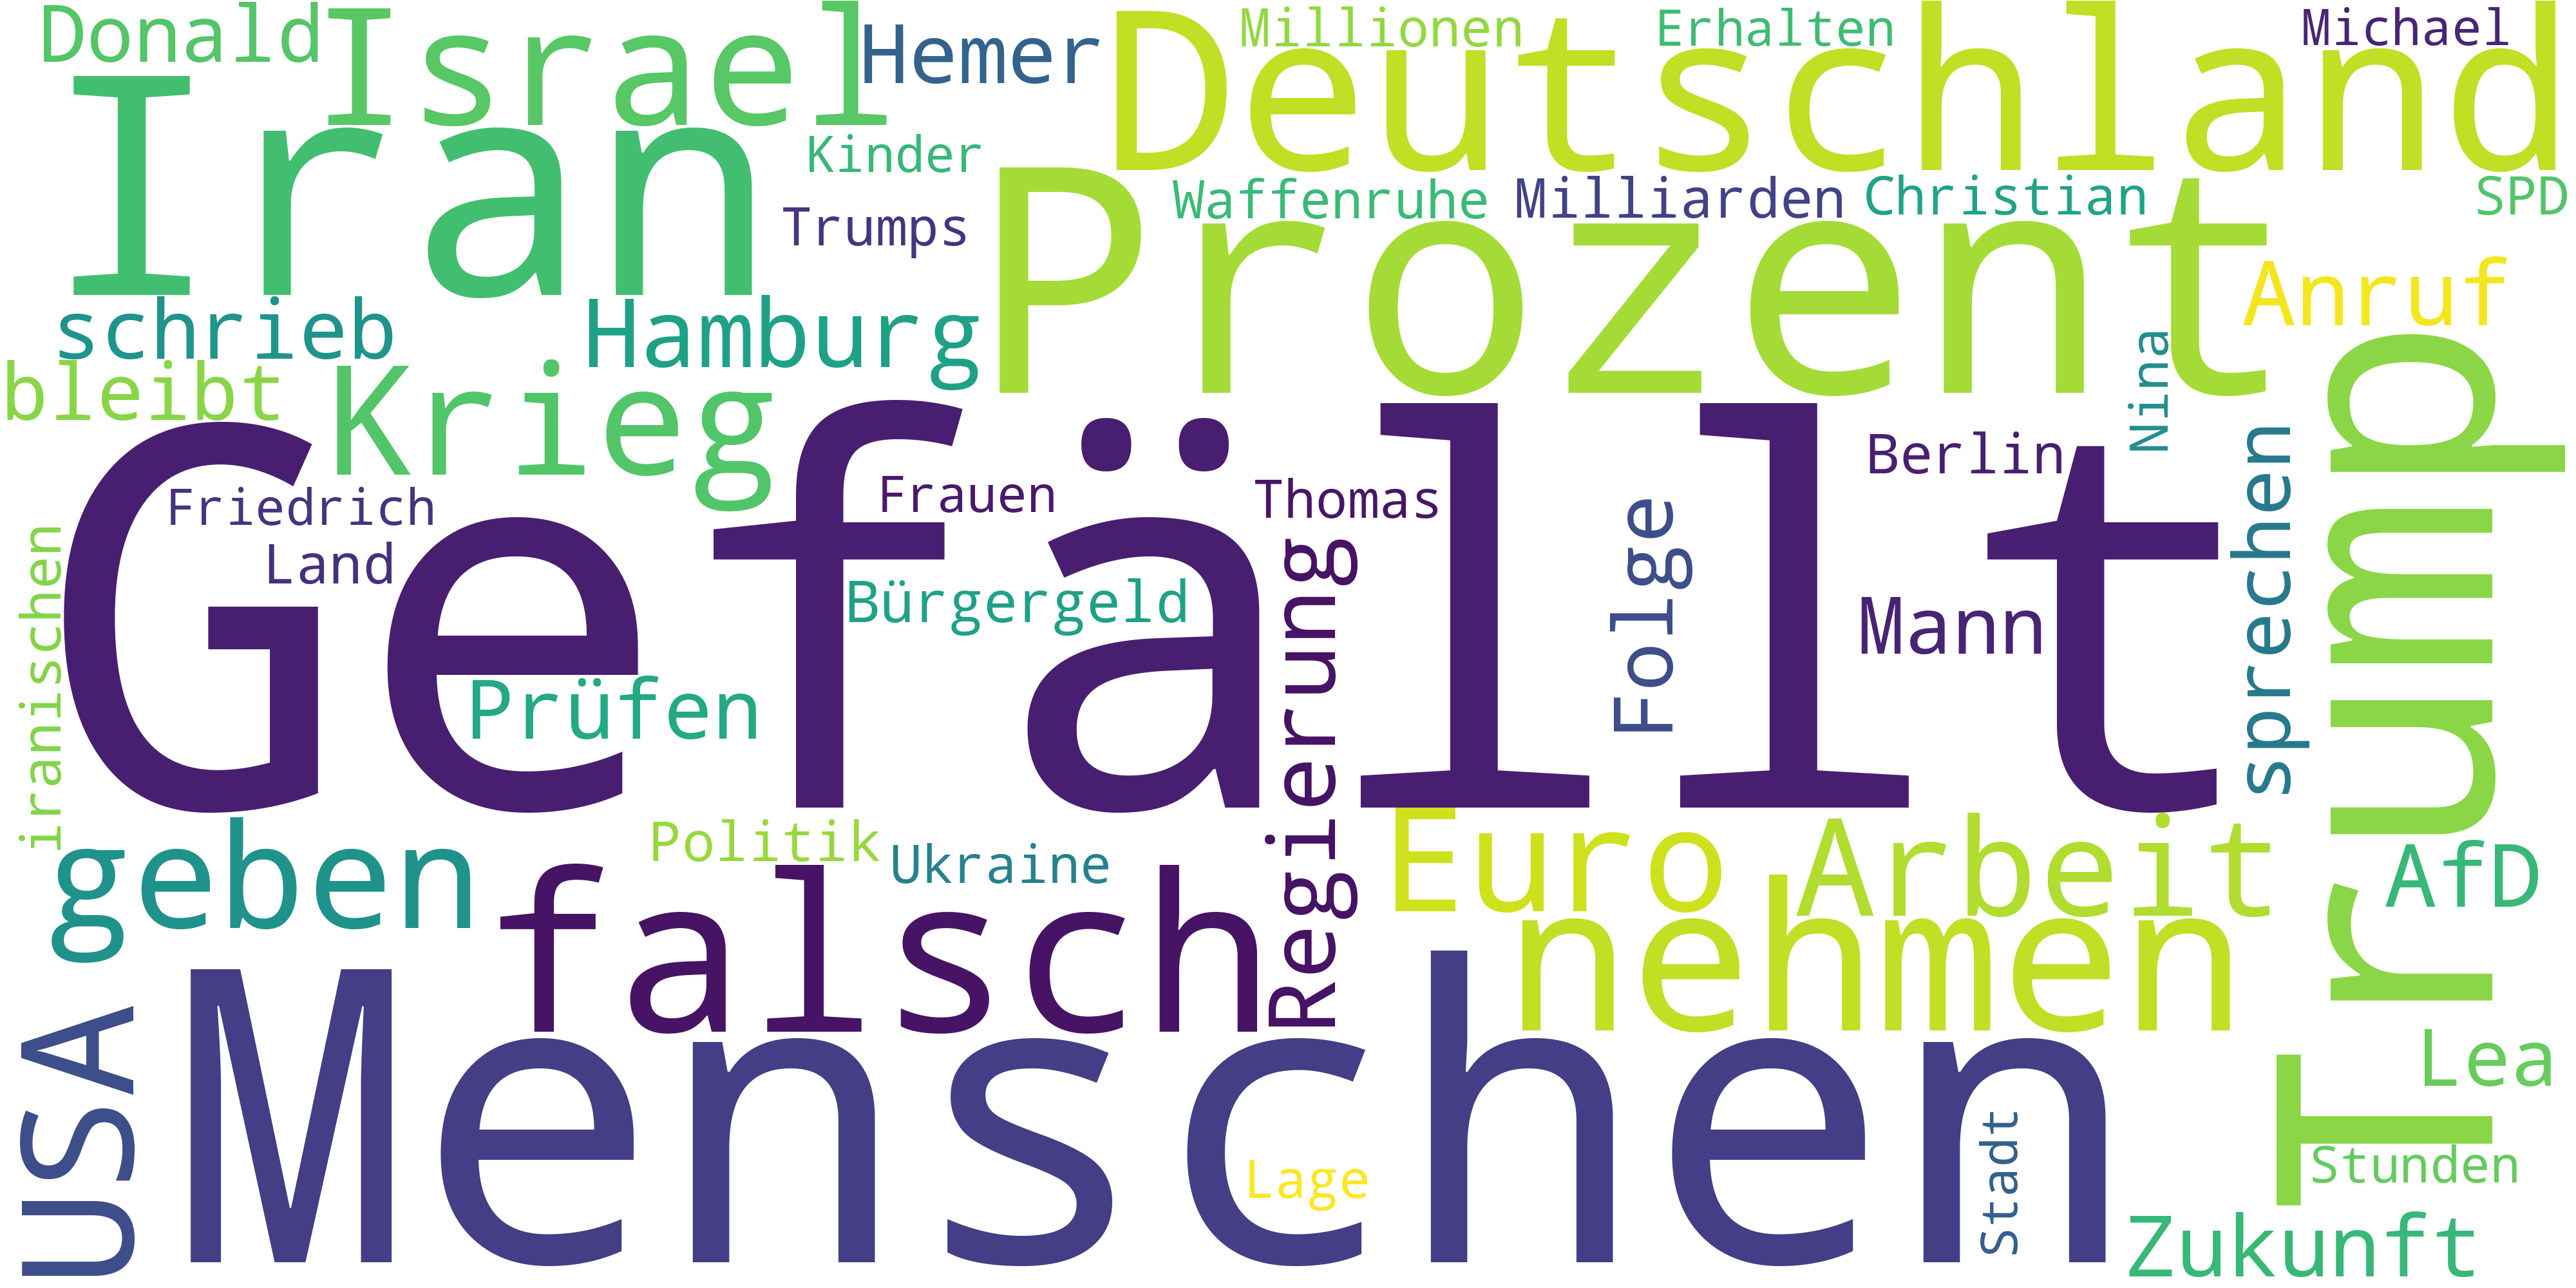 Donald
Israel
Hemer
Deutschland
Millionen
Erhalten
Michael
Iran
Kinder
Trumps
Prozent
Waffenruhe
Milliarden
Christian
SPD
schrieb
Hamburg
Anruf
bleibt
Krieg
Nina
Trump
Gefällt
Friedrich
Land
Frauen
Thomas
Berlin
iranischen
Bürgergeld
Folge
Mann
sprechen
Prüfen
Regierung
geben
Politik
Ukraine
Euro
Arbeit
AfD
falsch
nehmen
USA
Menschen
Lea
Lage
Stadt
Stunden
Zukunft